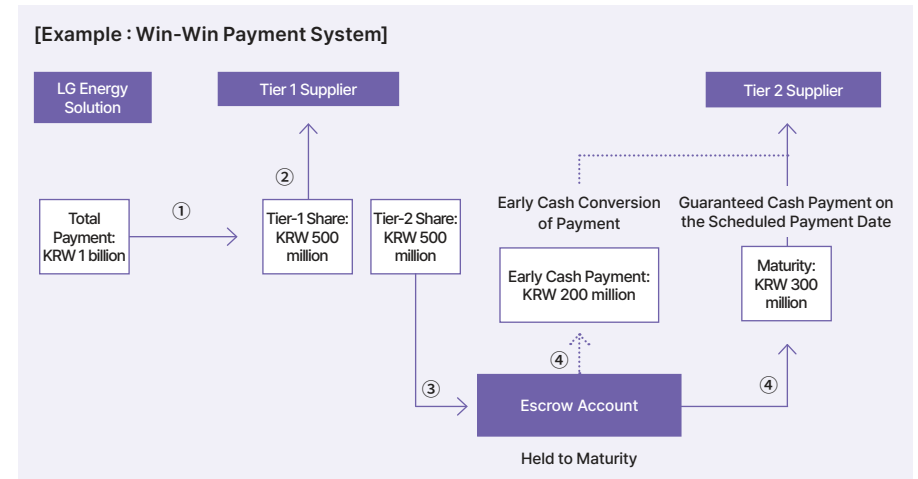 [Example : Win-Win Payment System]
LG Energy
Solution
Tier 1 Supplier
Tier 2 Supplier
①
②
Total
Payment:
KRW 1 billion
Tier-1 Share:
KRW 500
million
Tier-2 Share:
KRW 500
million
Early Cash Conversion
of Payment
Guaranteed Cash Payment on
the Scheduled Payment Date
Early Cash Payment:
KRW 200 million
Maturity:
KRW 300
million
③
④
④
Escrow Account
Held to Maturity